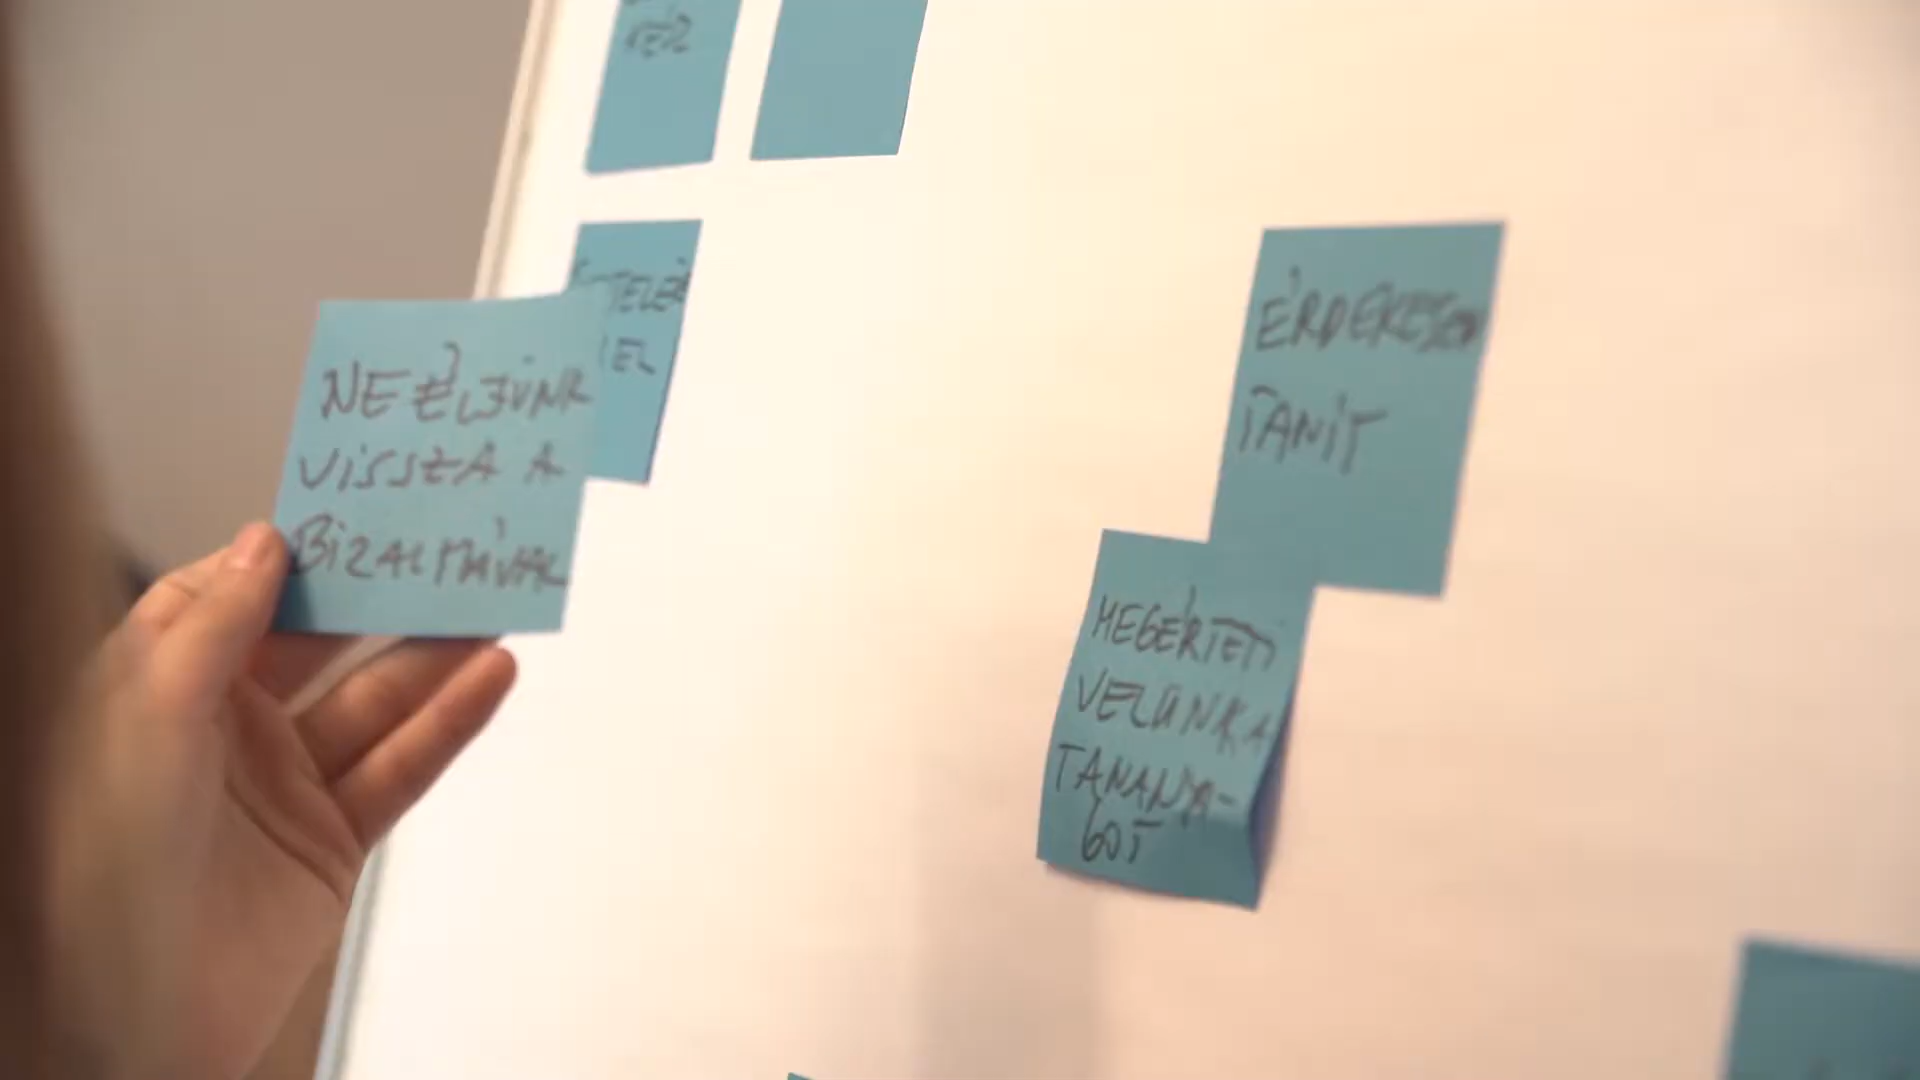 NE ÉLJÜNK
VISSZA A
BIZALMÁVAL
ÉRDEKESEN
TANÍT
MEGÉRTETI
VELÜNK A
TANANYA-
GOT